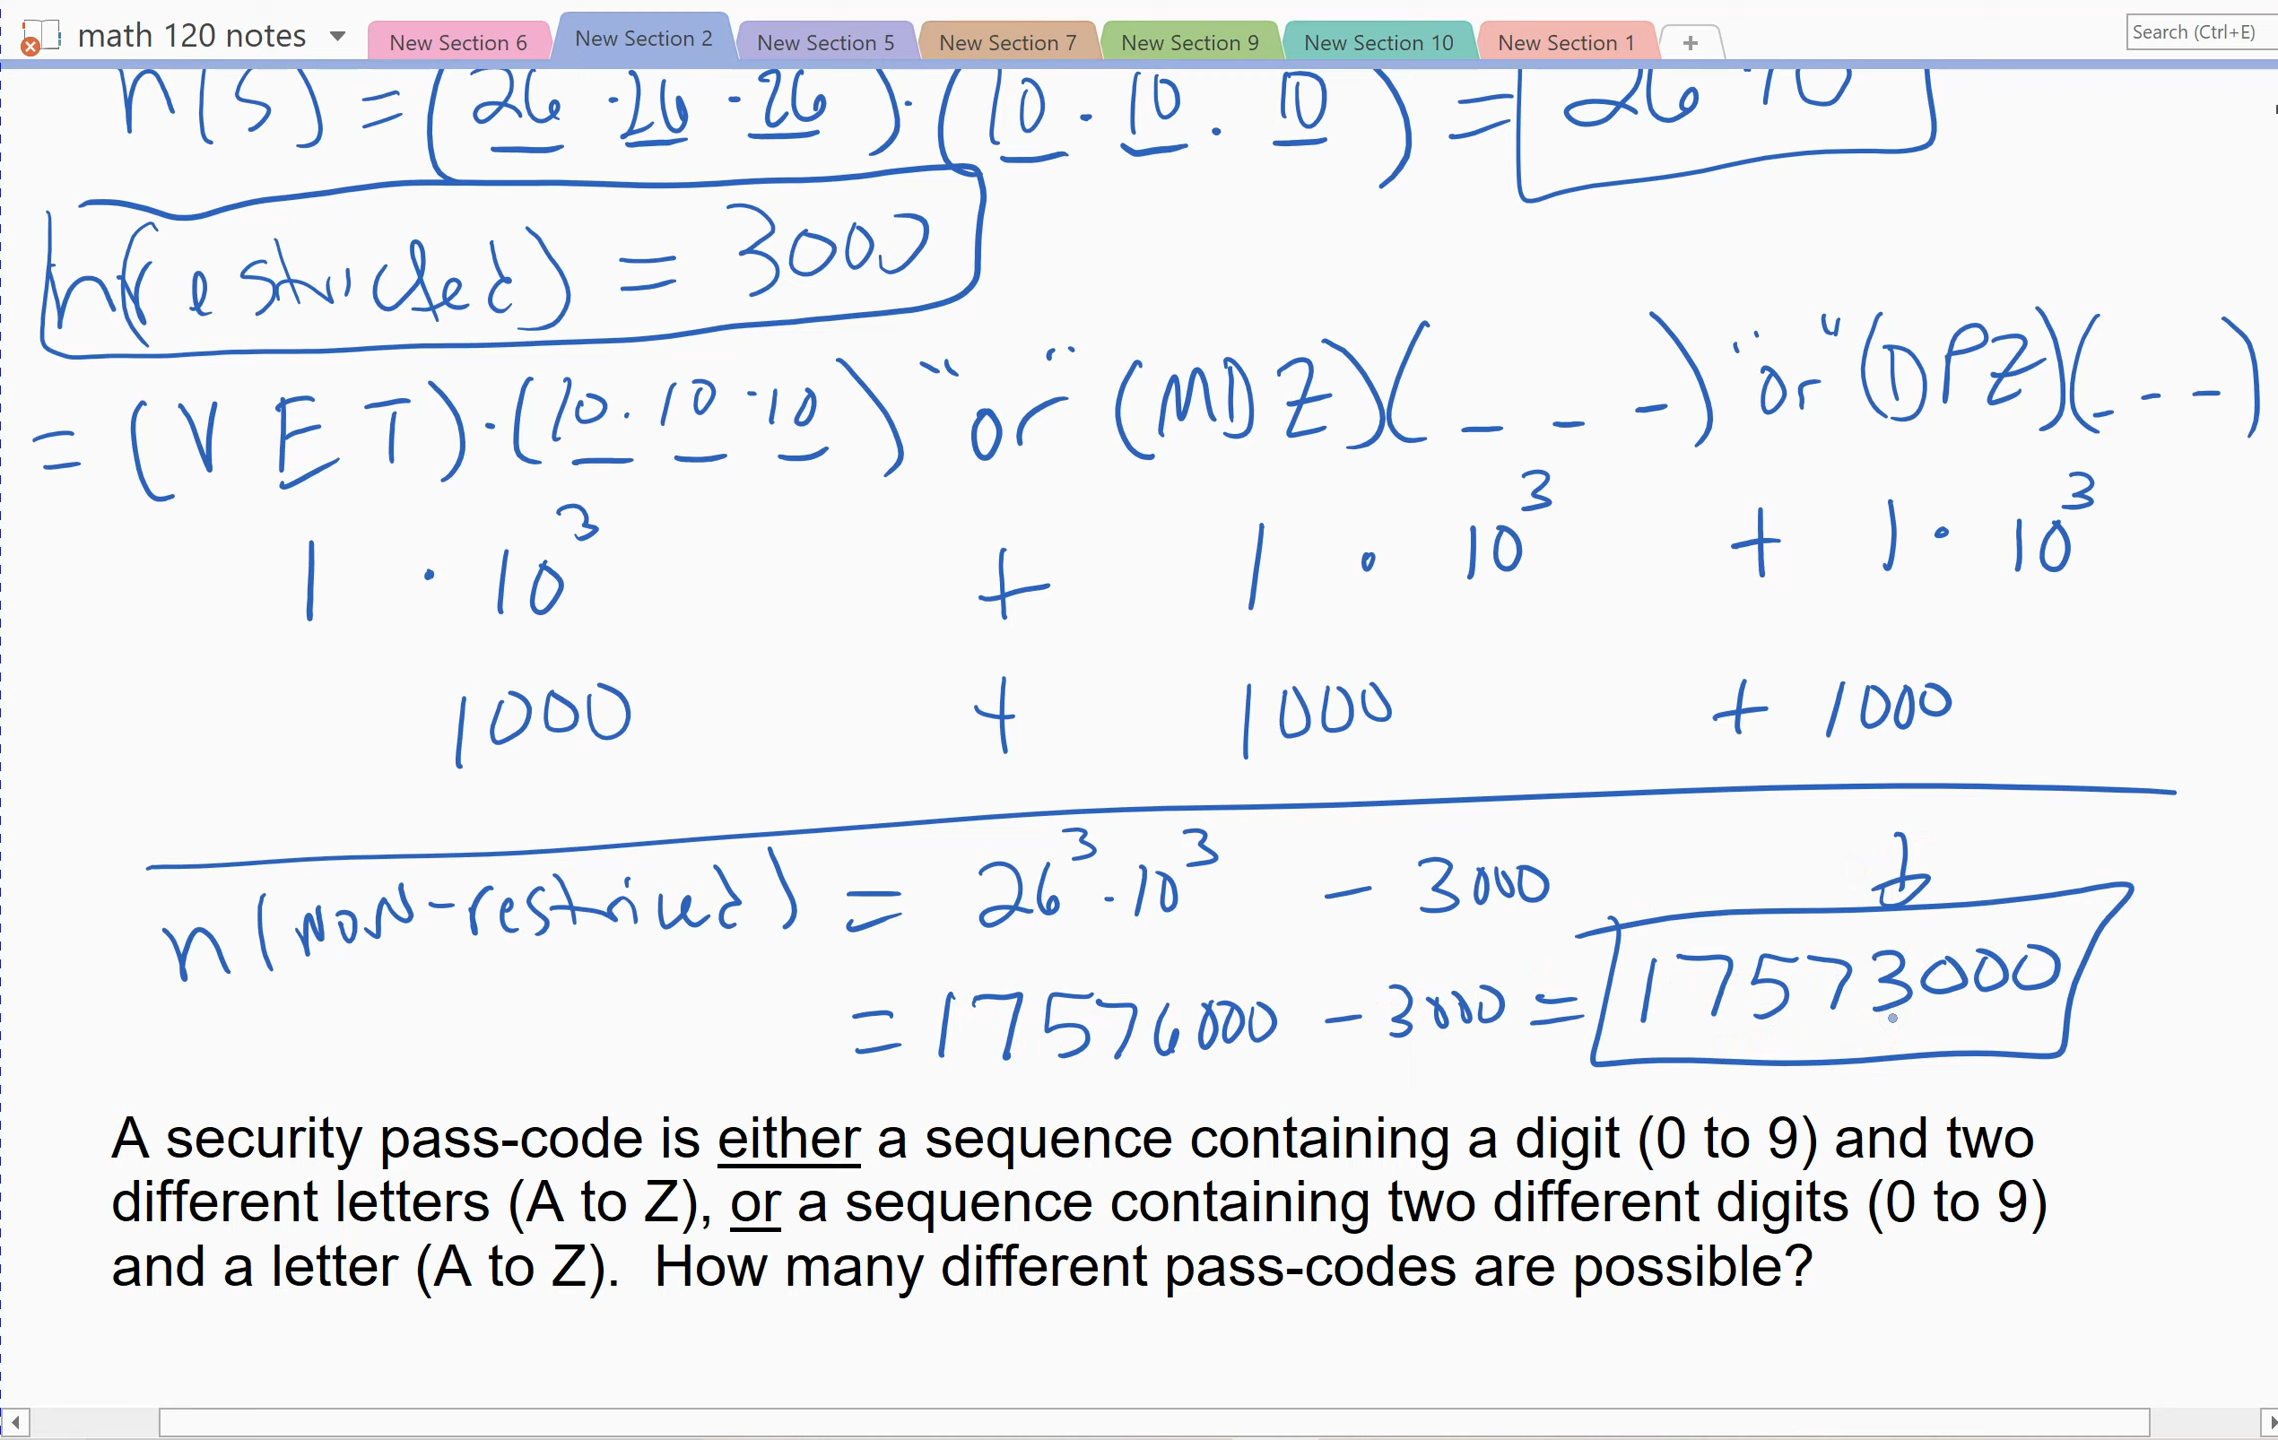 math 120 notes New Section 6 New Section 2 New Section 5 New Section 7 New Section 9 New Section 10 New Section 1 + Search (Ctrl+E)
n(S) = (26 · 26 · 26) · (10 · 10 · 10) = 26 · 10
n(restricted) = 3000
= (V E T) · (10 · 10 · 10) "or" (MDZ)(_ _ _) "or" (DPZ)(_ _ _)
1 · 10³ + 1 · 10³ + 1 · 10³
1000 + 1000 + 1000
n(non-restricted) = 26³ · 10³ - 3000
= 17576000 - 3000 = 17573000
A security pass-code is either a sequence containing a digit (0 to 9) and two
different letters (A to Z), or a sequence containing two different digits (0 to 9)
and a letter (A to Z). How many different pass-codes are possible?